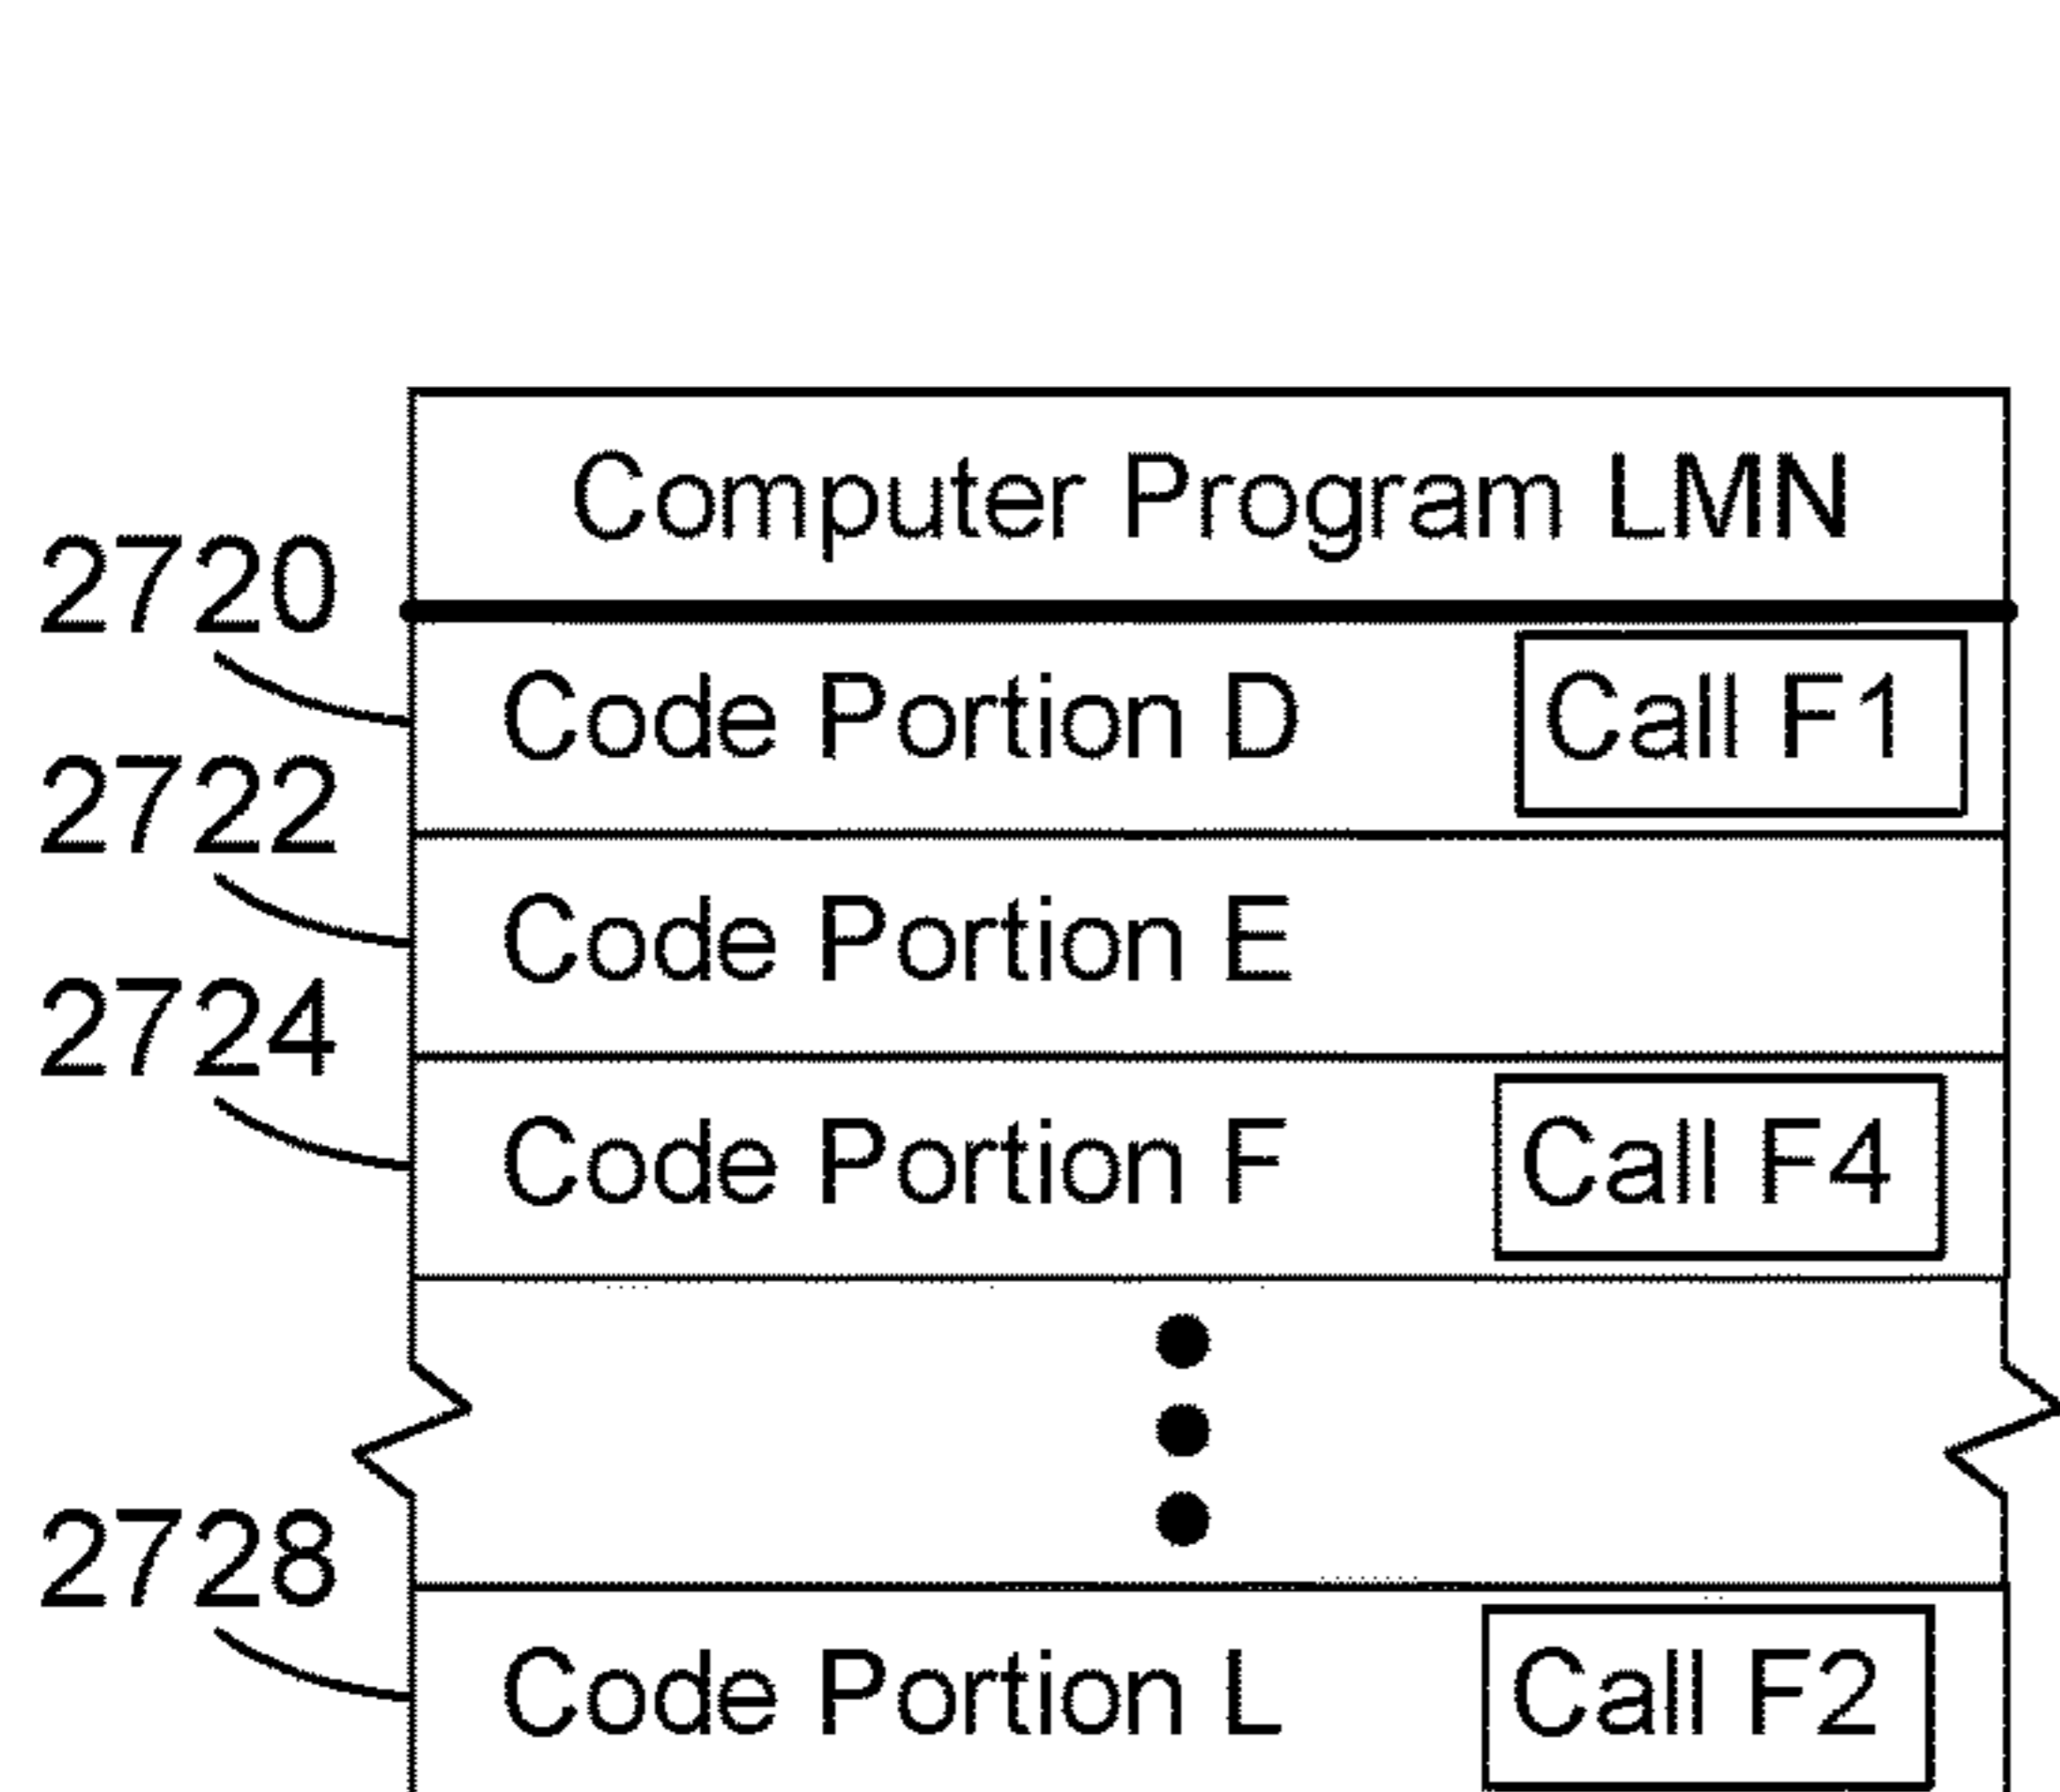 Computer Program LMN
2720
Code Portion D Call F1
2722
Code Portion E
2724
Code Portion F Call F4
2728
Code Portion L Call F2